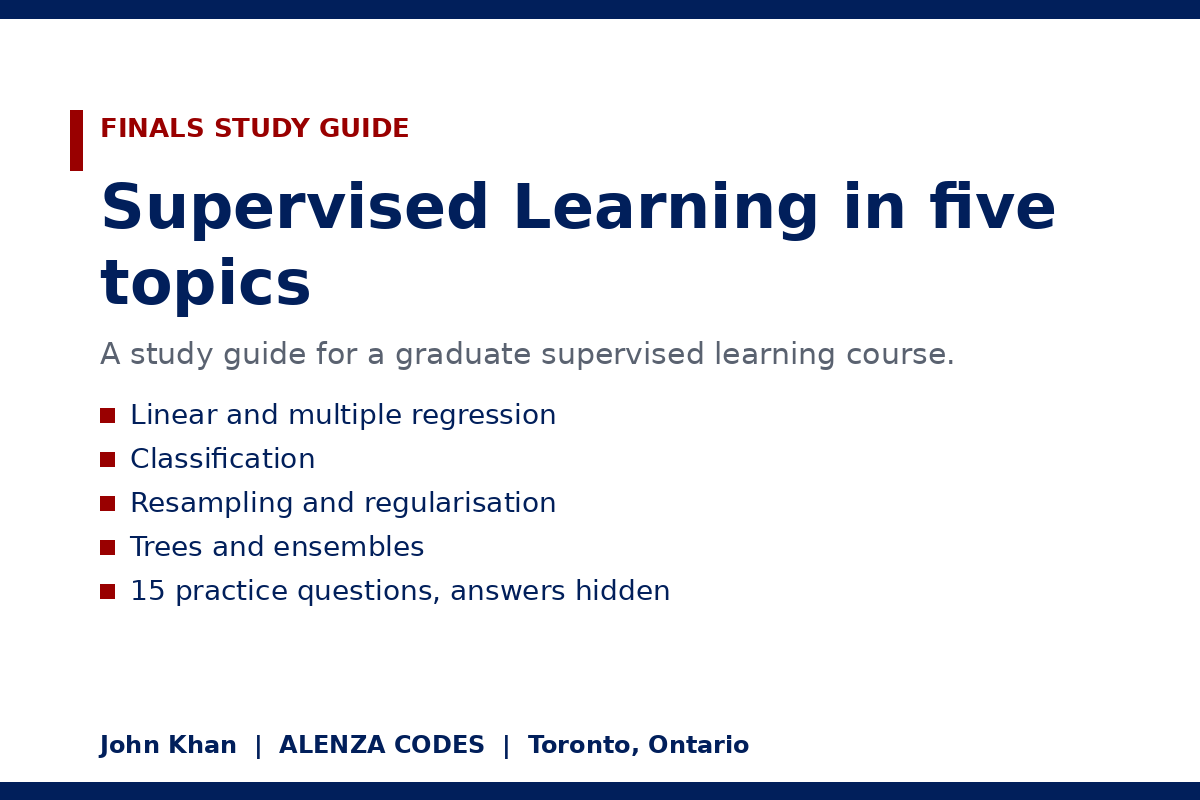 FINALS STUDY GUIDE
Supervised Learning in five
topics
A study guide for a graduate supervised learning course.
Linear and multiple regression
Classification
Resampling and regularisation
Trees and ensembles
15 practice questions, answers hidden
John Khan | ALENZA CODES | Toronto, Ontario